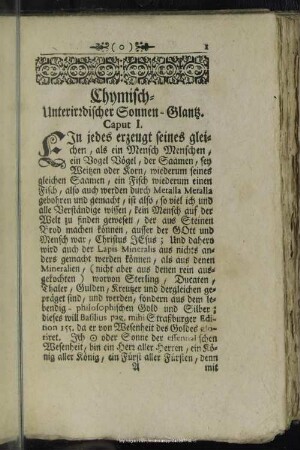 (o) 1
Chymisch-
Unterirrdischer Sonnen-Glantz.
Caput I.
EIn jedes erzeugt seines glei-
chen, als ein Mensch Menschen,
ein Vogel Vögel, der Saamen, sey
Weitzen oder Korn, wiederum seines
gleichen Saamen, ein Fisch wiederum einen
Fisch, also auch werden durch Metalla Metalla
gebohren und gemacht, ist also, so viel ich und
alle Verständige wissen, kein Mensch auf der
Welt zu finden gewesen, der aus Steinen
Brod machen können, ausser der GOtt und
Mensch war, Christus JEsus; Und dahero
wird auch der Lapis Mineralis aus nichts an-
ders gemacht werden können, als aus denen
Mineralien, (nicht aber aus denen rein aus-
gekochten) worvon Sterling, Ducaten,
Thaler, Gulden, Kreutzer und dergleichen ge-
präget sind, und werden, sondern aus dem le-
bendig-philosophischen Gold und Silber;
dieses will Basilius pag. mihi Straßburger Edi-
tion 151. da er von Wesenheit des Goldes
Ich ☉ oder Sonne der
Wesenheit, bin ein Herr aller Herren, ein Kö-
nig aller König, ein Fürst aller Fürsten, denn
A mit